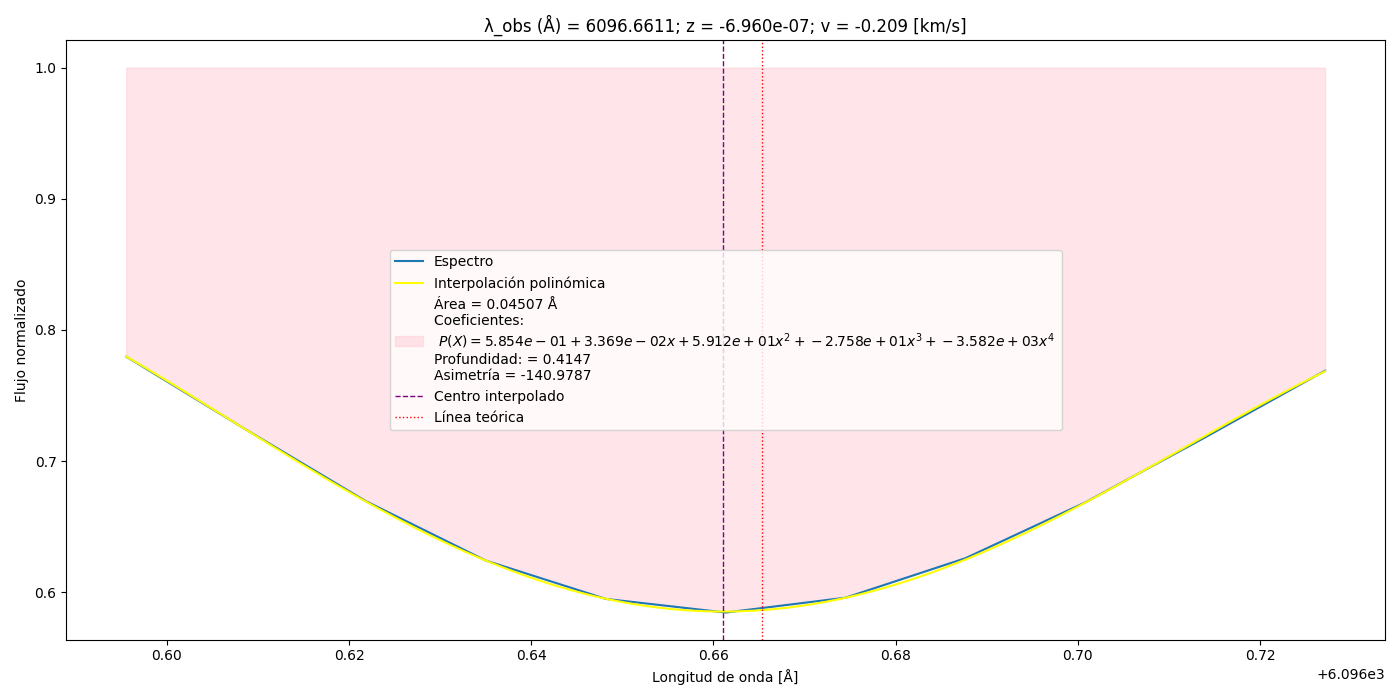 λ_obs (Å) = 6096.6611; z = -6.960e-07; v = -0.209 [km/s]
Flujo normalizado
1.0
0.9
0.8
0.7
0.6
Espectro
Interpolación polinómica
Área = 0.04507 Å
Coeficientes:
P(X) = 5.854e − 01 + 3.369e − 02x + 5.912e + 01x² + −2.758e + 01x³ + −3.582e + 03x⁴
Profundidad: = 0.4147
Asimetría = -140.9787
Centro interpolado
Línea teórica
0.60 0.62 0.64 0.66 0.68 0.70 0.72
+6.096e3
Longitud de onda [Å]